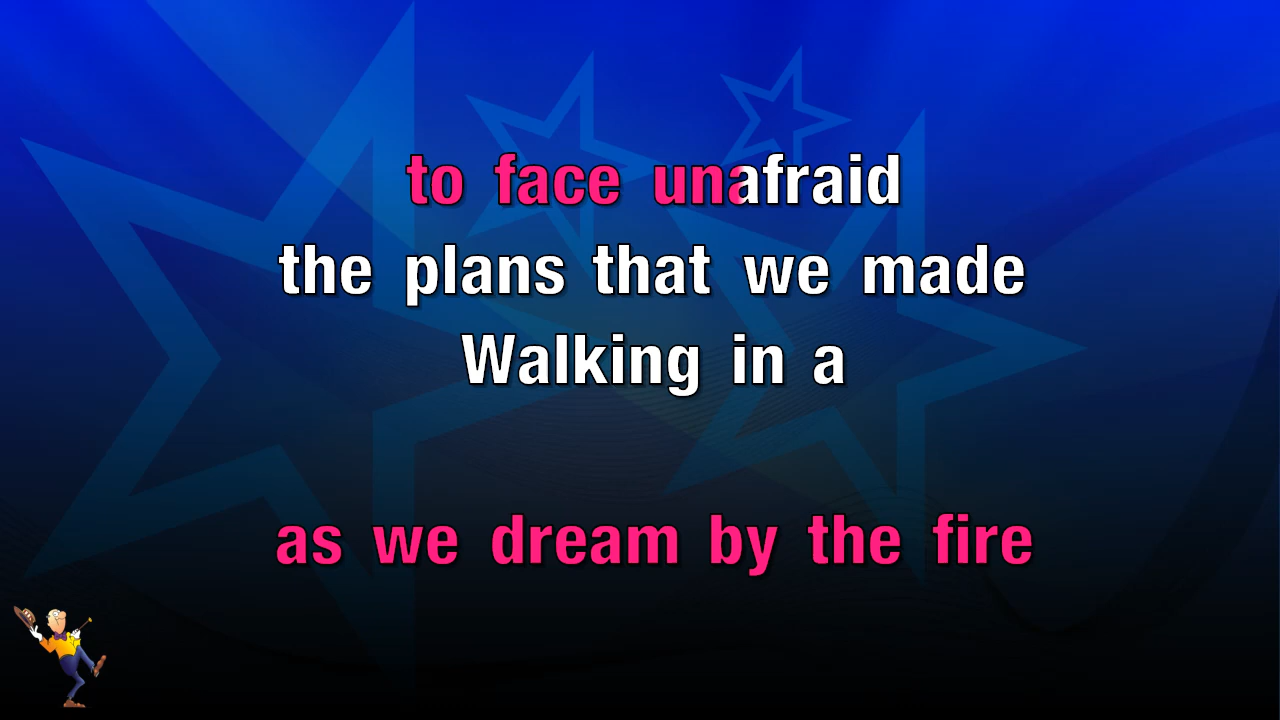 to face unafraid
the plans that we made
Walking in a
as we dream by the fire